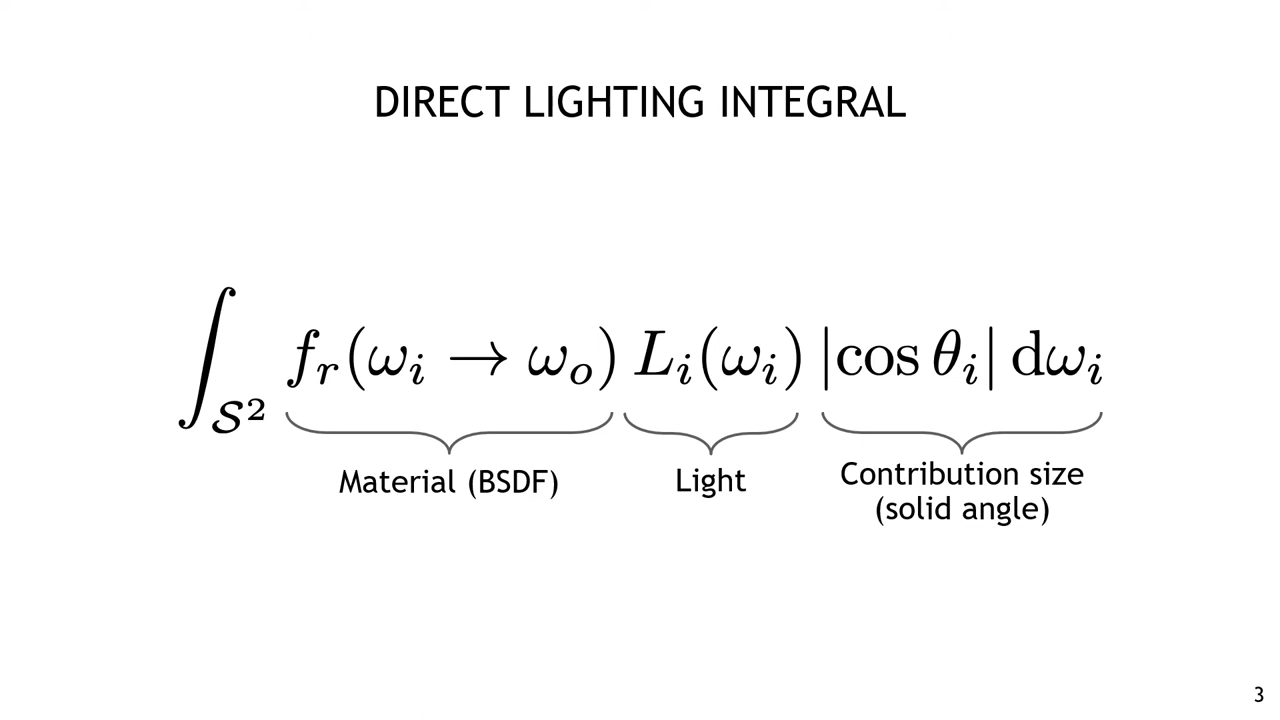 DIRECT LIGHTING INTEGRAL
∫_{𝒮²} f_r(ω_i → ω_o) L_i(ω_i) |cos θ_i| dω_i
Material (BSDF)
Light
Contribution size
(solid angle)
3